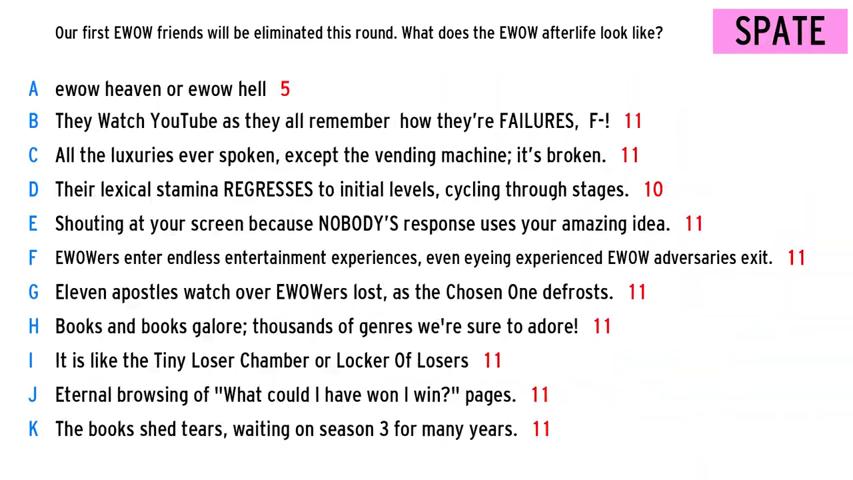 Our first EWOW friends will be eliminated this round. What does the EWOW afterlife look like?
SPATE
A ewow heaven or ewow hell 5
B They Watch YouTube as they all remember how they're FAILURES, F-! 11
C All the luxuries ever spoken, except the vending machine; it's broken. 11
D Their lexical stamina REGRESSES to initial levels, cycling through stages. 10
E Shouting at your screen because NOBODY'S response uses your amazing idea. 11
F EWOWers enter endless entertainment experiences, even eyeing experienced EWOW adversaries exit. 11
G Eleven apostles watch over EWOWers lost, as the Chosen One defrosts. 11
H Books and books galore; thousands of genres we're sure to adore! 11
I It is like the Tiny Loser Chamber or Locker Of Losers 11
J Eternal browsing of "What could I have won I win?" pages. 11
K The books shed tears, waiting on season 3 for many years. 11